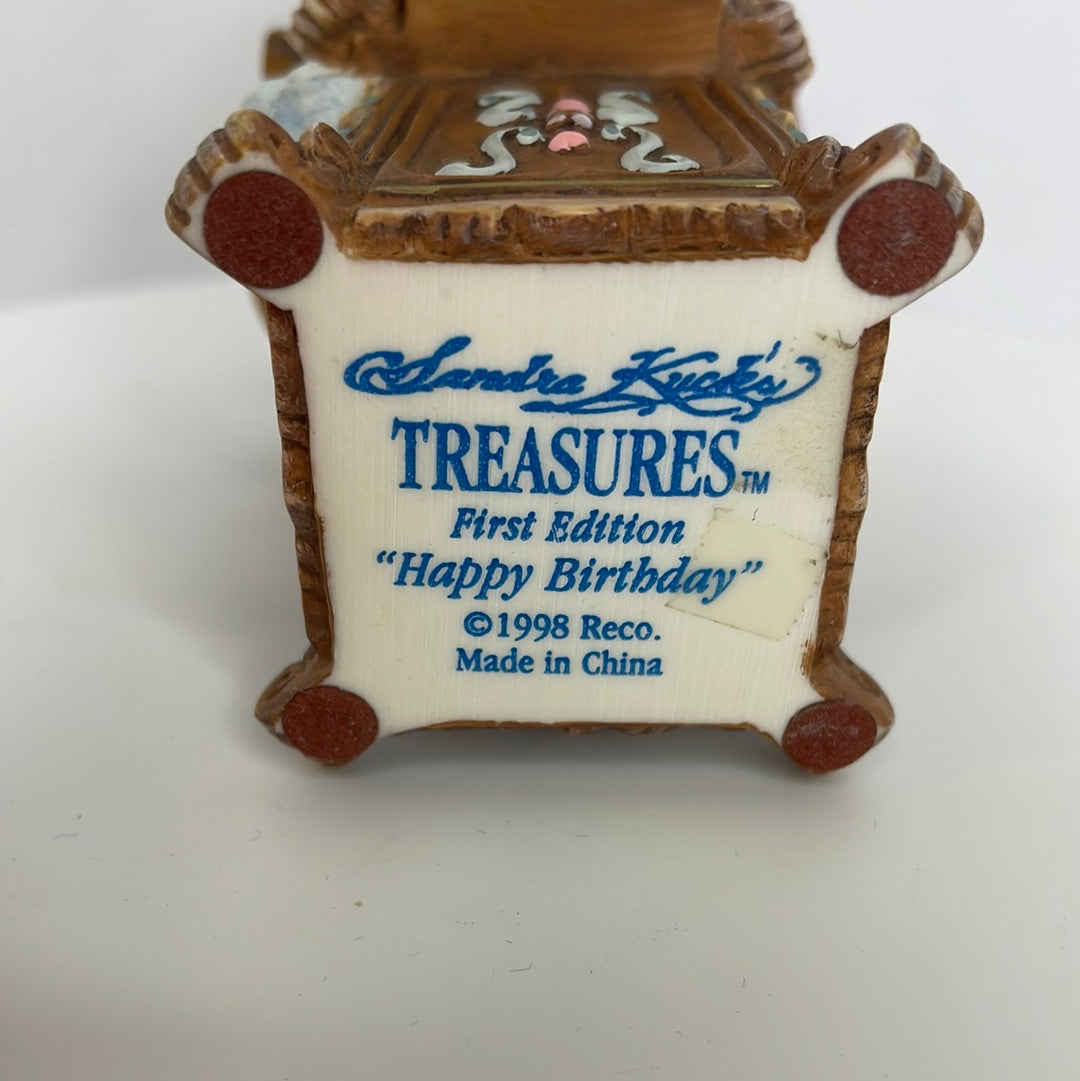 Sandra Kuck's
TREASURES TM
First Edition
"Happy Birthday"
©1998 Reco.
Made in China